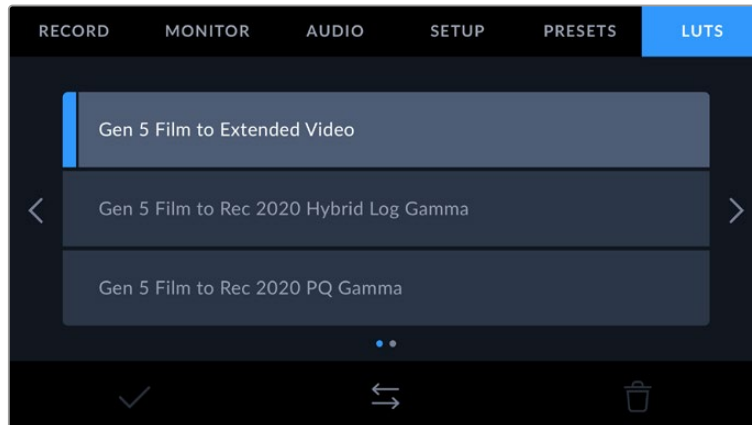 RECORD MONITOR AUDIO SETUP PRESETS LUTS
Gen 5 Film to Extended Video
Gen 5 Film to Rec 2020 Hybrid Log Gamma
Gen 5 Film to Rec 2020 PQ Gamma